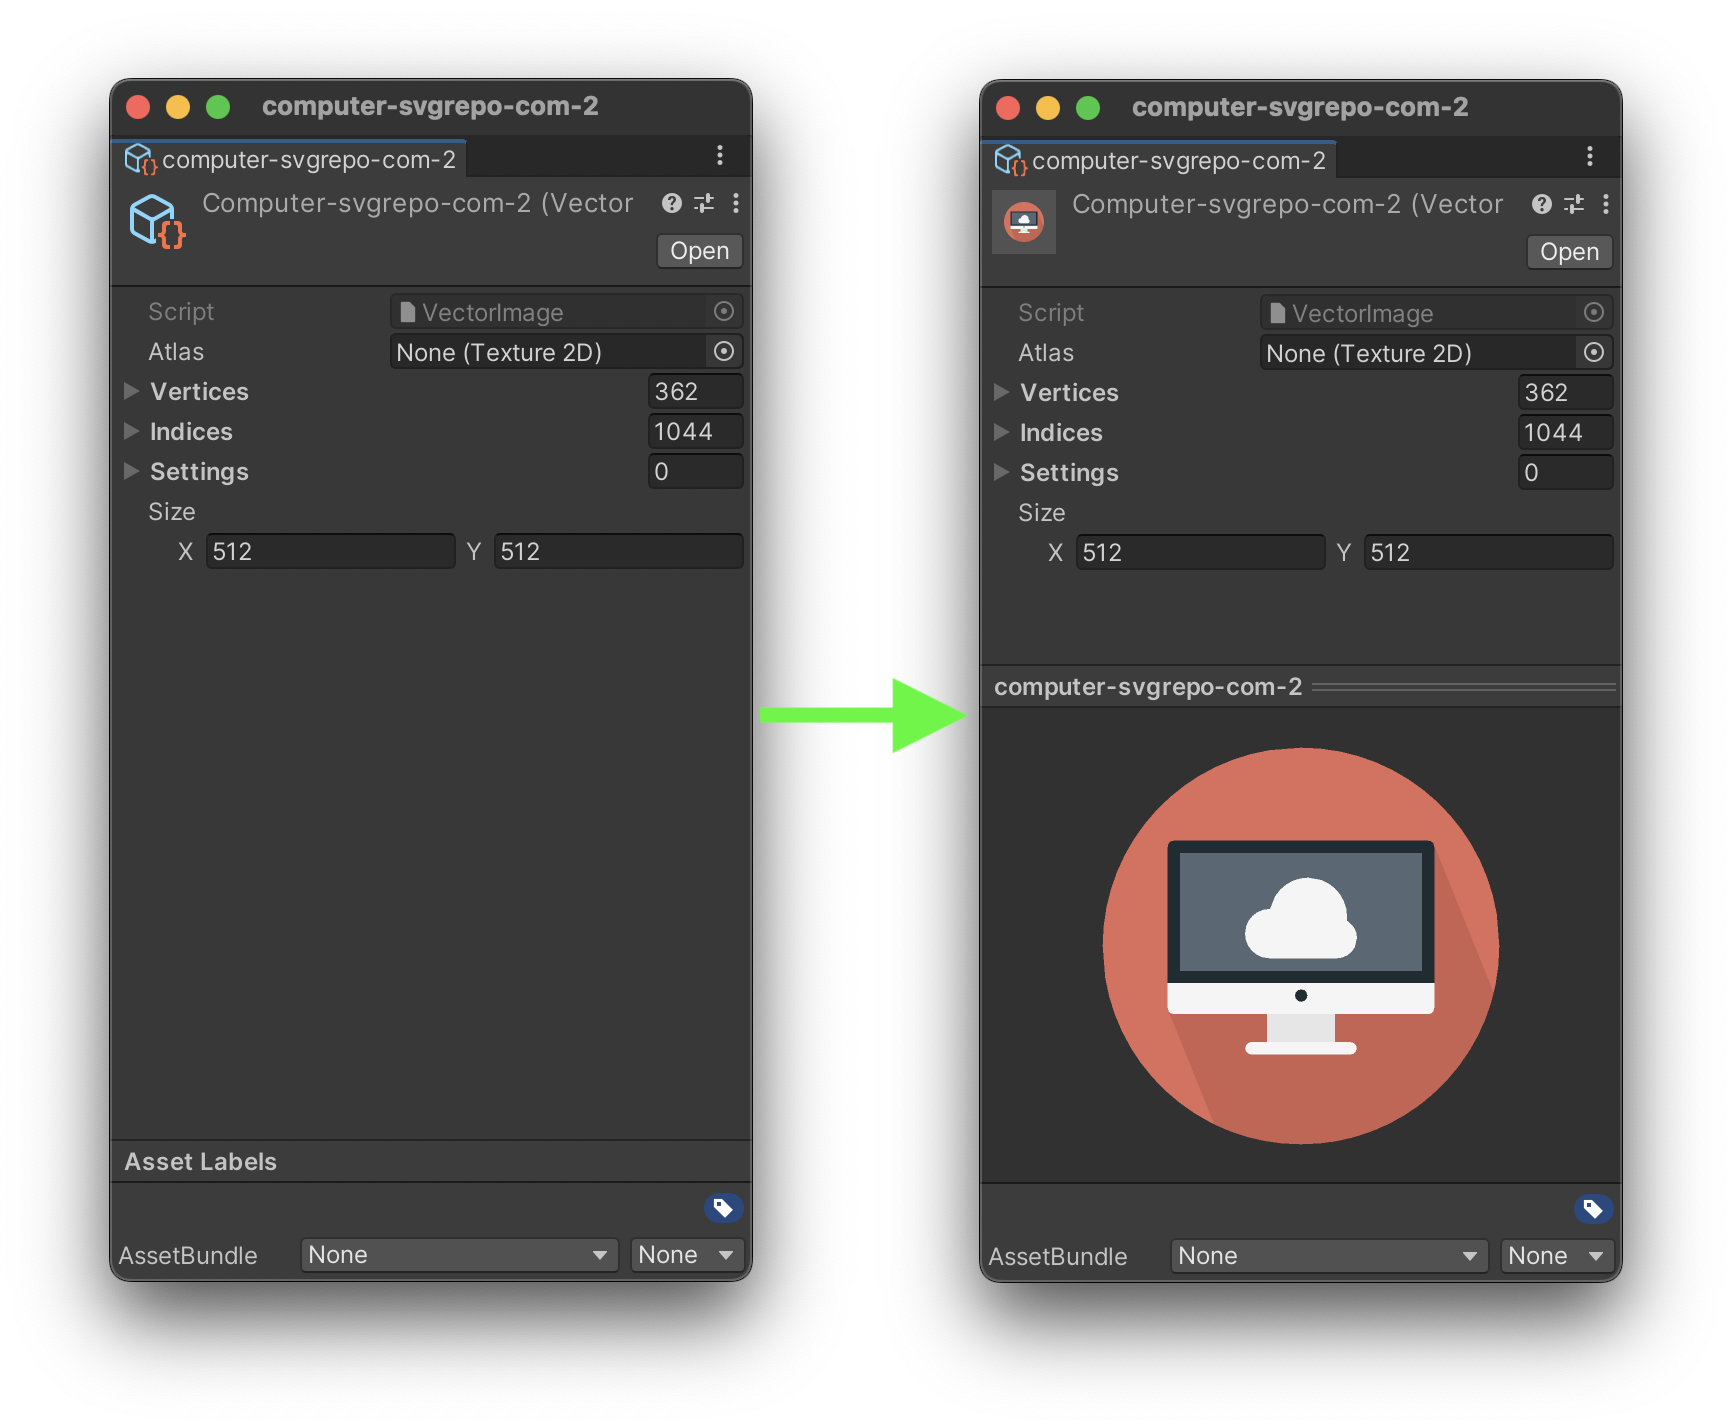 computer-svgrepo-com-2
computer-svgrepo-com-2
Computer-svgrepo-com-2 (Vector
Open
Script VectorImage
Atlas None (Texture 2D)
Vertices 362
Indices 1044
Settings 0
Size
X 512 Y 512
Asset Labels
AssetBundle None None
computer-svgrepo-com-2
computer-svgrepo-com-2
Computer-svgrepo-com-2 (Vector
Open
Script VectorImage
Atlas None (Texture 2D)
Vertices 362
Indices 1044
Settings 0
Size
X 512 Y 512
computer-svgrepo-com-2
AssetBundle None None